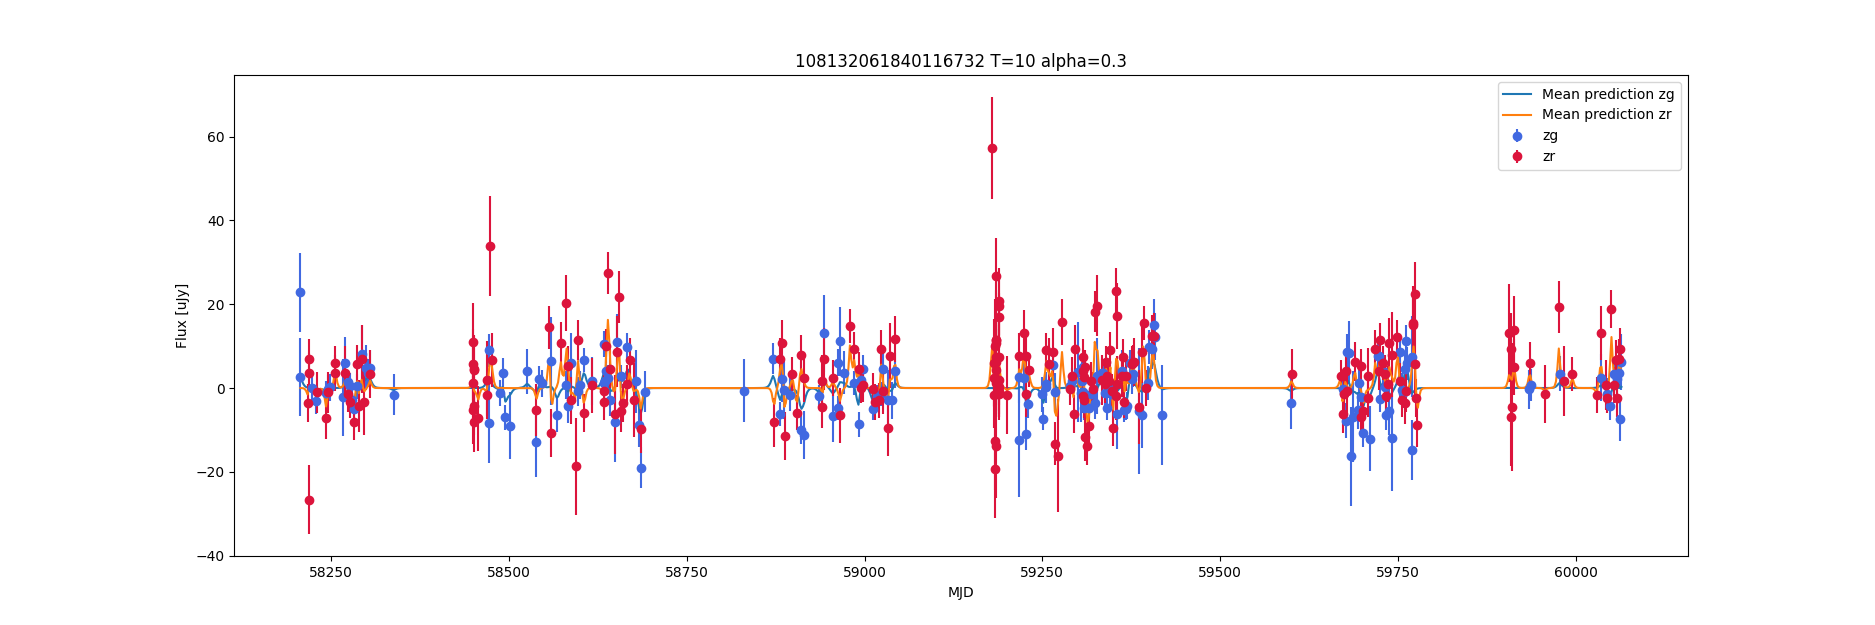 108132061840116732 T=10 alpha=0.3
Mean prediction zg
Mean prediction zr
zg
zr
Flux [uJy]
60
40
20
0
−20
−40
58250
58500
58750
59000
59250
59500
59750
60000
MJD